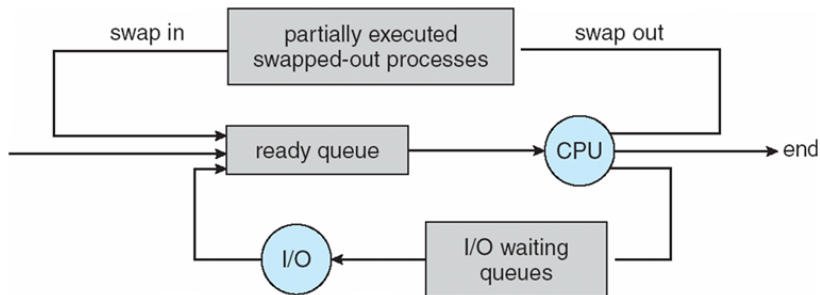 swap in
partially executed
swapped-out processes
swap out
ready queue
CPU
end
I/O
I/O waiting
queues